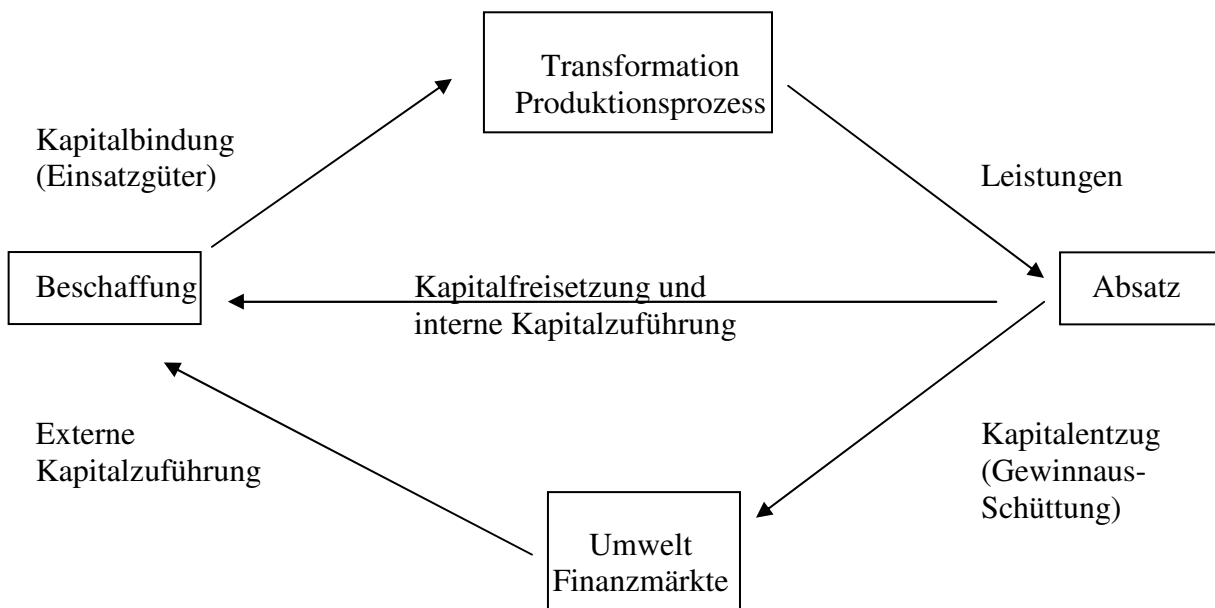 Transformation
Produktionsprozess
Kapitalbindung
(Einsatzgüter)
Leistungen
Beschaffung
Kapitalfreisetzung und
interne Kapitalzuführung
Absatz
Externe
Kapitalzuführung
Kapitalentzug
(Gewinnaus-
Schüttung)
Umwelt
Finanzmärkte